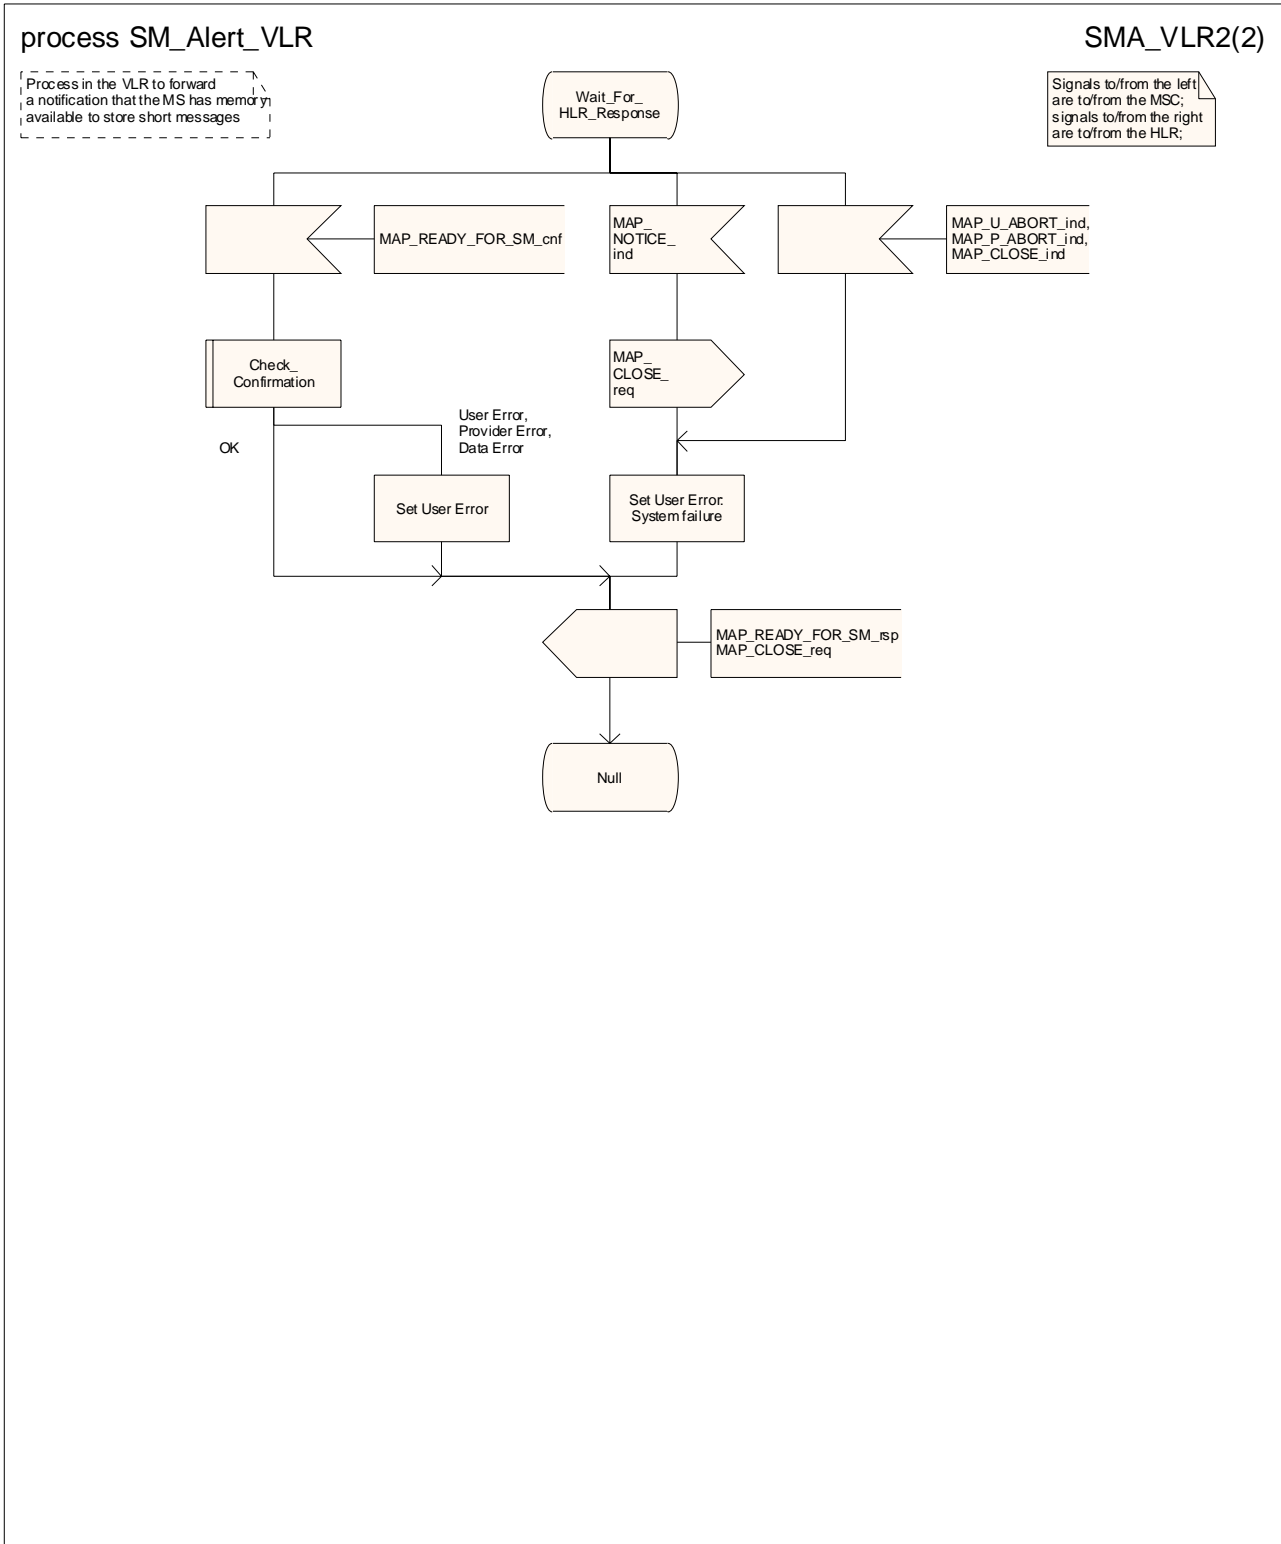 process SM_Alert_VLR
SMA_VLR2(2)
Process in the VLR to forward
a notification that the MS has memory
available to store short messages
Signals to/from the left
are to/from the MSC;
signals to/from the right
are to/from the HLR;
Wait_For_
HLR_Response
MAP_READY_FOR_SM_cnf
MAP_
NOTICE_
ind
MAP_U_ABORT_ind,
MAP_P_ABORT_ind,
MAP_CLOSE_ind
Check_
Confirmation
MAP_
CLOSE_
req
OK
User Error,
Provider Error,
Data Error
Set User Error
Set User Error:
System failure
MAP_READY_FOR_SM_rsp
MAP_CLOSE_req
Null